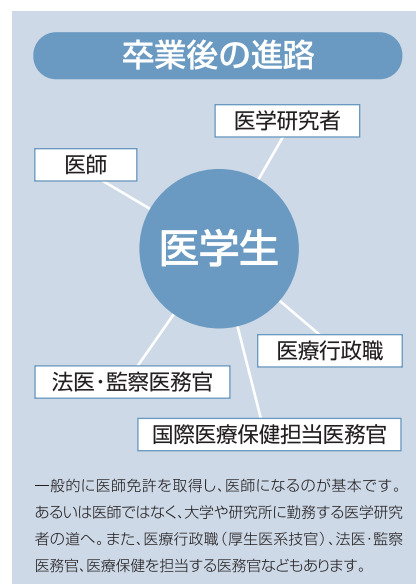 卒業後の進路
医学研究者
医師
医学生
医療行政職
法医・監察医務官
国際医療保健担当医務官
一般的に医師免許を取得し、医師になるのが基本です。
あるいは医師ではなく、大学や研究所に勤務する医学研究
者の道へ。また、医療行政職（厚生医系技官）、法医・監察
医務官、医療保健を担当する医務官などもあります。